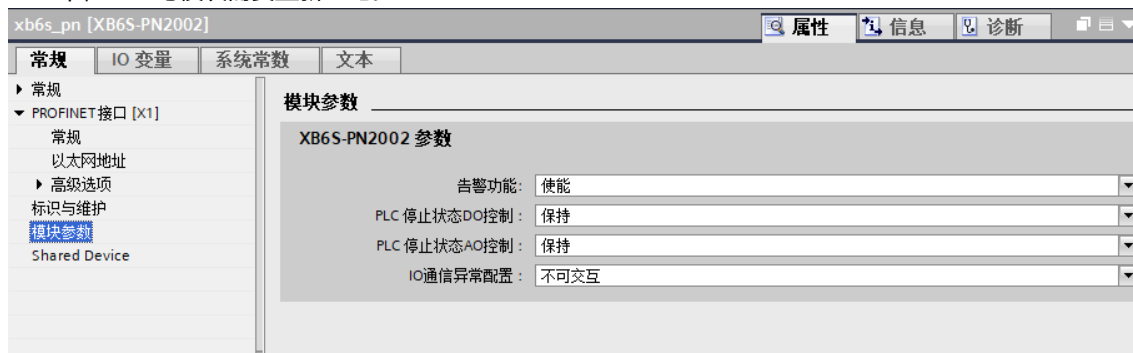 xb6s_pn [XB6S-PN2002]
属性
信息
诊断
常规
IO 变量
系统常数
文本
常规
PROFINET接口 [X1]
常规
以太网地址
高级选项
标识与维护
模块参数
Shared Device
模块参数
XB6S-PN2002 参数
告警功能: 使能
PLC 停止状态DO控制： 保持
PLC 停止状态AO控制： 保持
IO通信异常配置： 不可交互